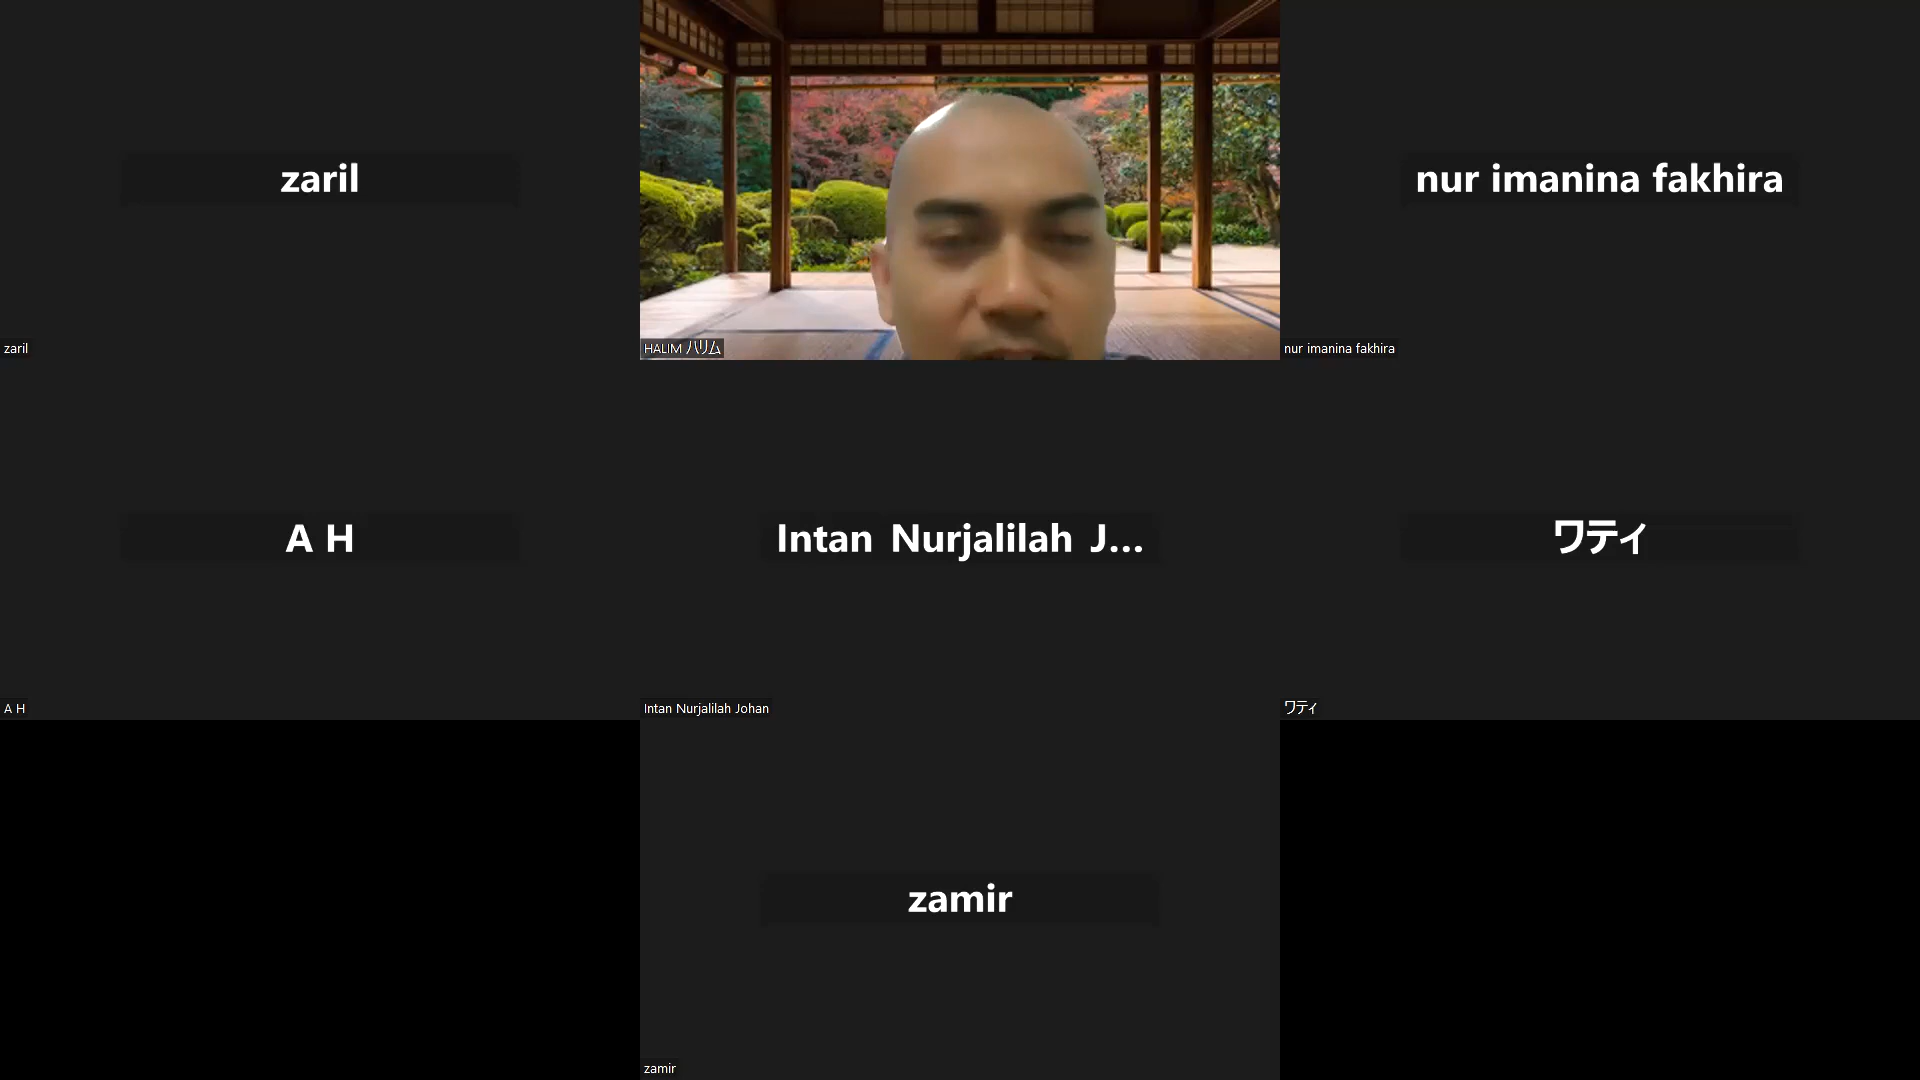 zaril
nur imanina fakhira
zaril
HALIM ハリム
nur imanina fakhira
A H
Intan Nurjalilah J...
ワティ
A H
Intan Nurjalilah Johan
ワティ
zamir
zamir